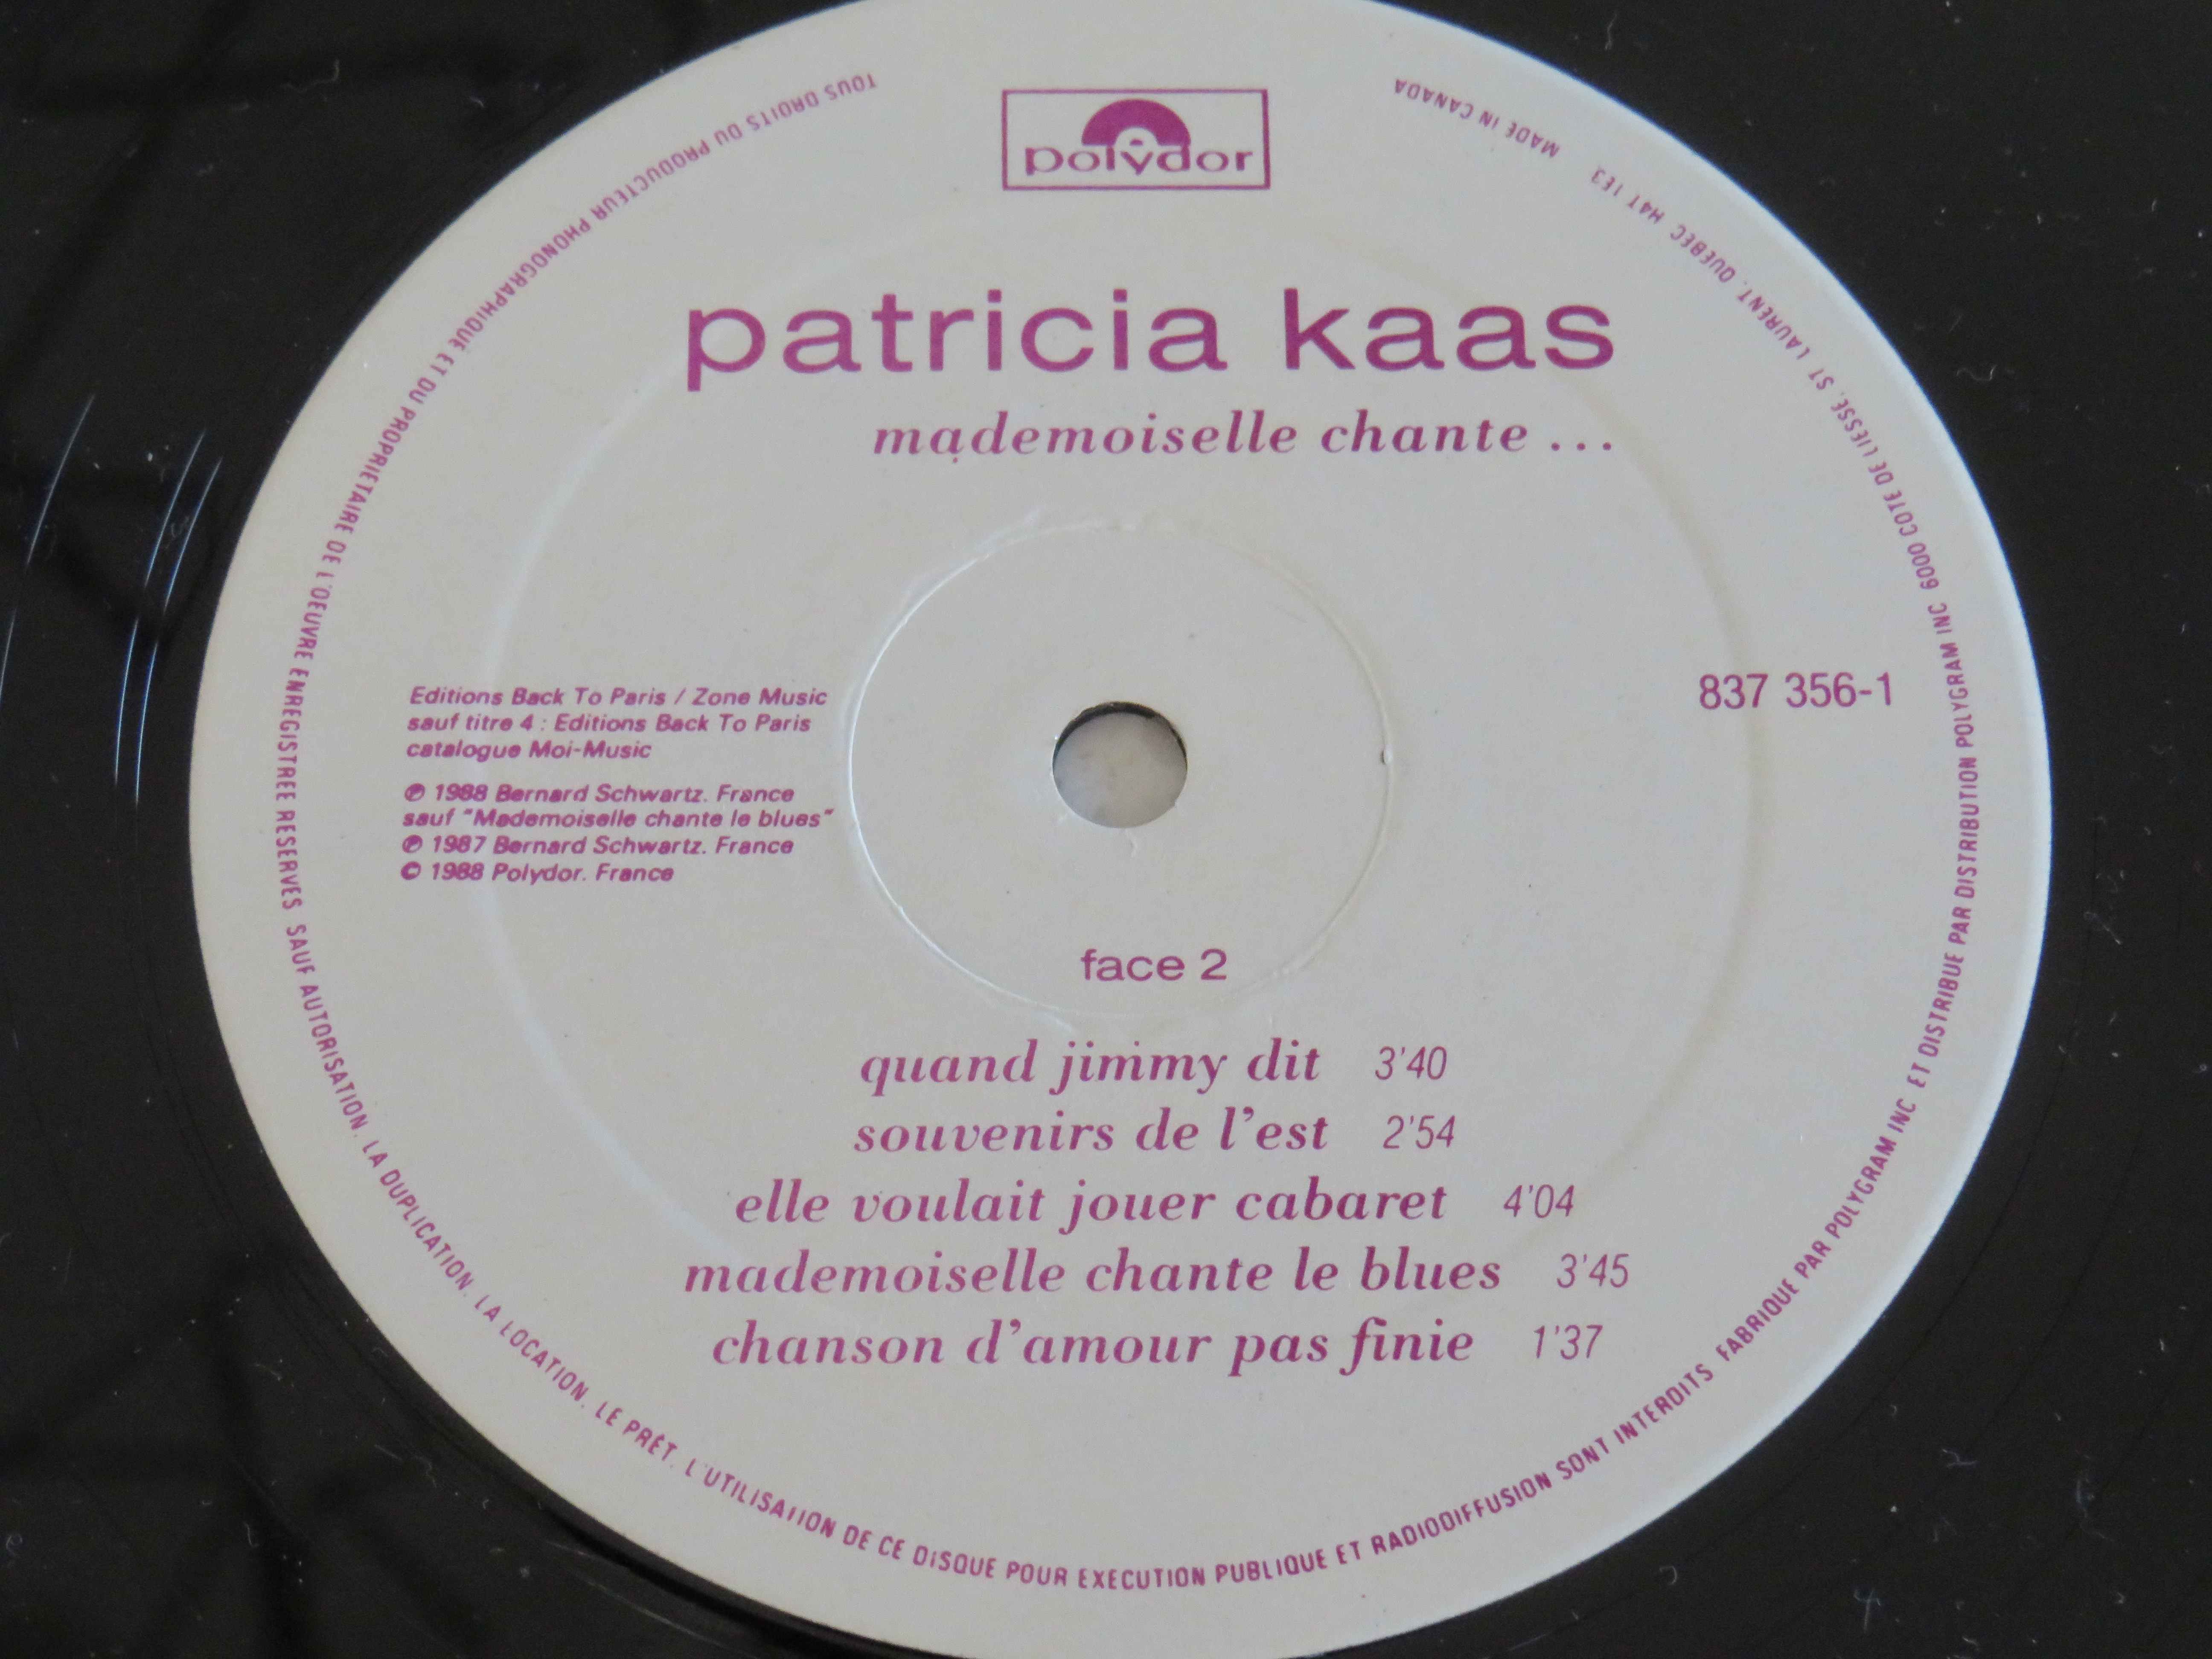 polydor
patricia kaas
mademoiselle chante ...
837 356-1
Editions Back To Paris / Zone Music
sauf titre 4 : Editions Back To Paris
catalogue Moi-Music
℗ 1988 Bernard Schwartz. France
sauf "Mademoiselle chante le blues"
℗ 1987 Bernard Schwartz. France
© 1988 Polydor. France
face 2
quand jimmy dit 3'40
souvenirs de l'est 2'54
elle voulait jouer cabaret 4'04
mademoiselle chante le blues 3'45
chanson d'amour pas finie 1'37
TOUS DROITS DU PRODUCTEUR PHONOGRAPHIQUE ET DU PROPRIETAIRE DE L'OEUVRE ENREGISTREE RESERVES SAUF AUTORISATION. LA DUPLICATION. LA LOCATION. LE PRÊT. L'UTILISATION DE CE DISQUE POUR EXECUTION PUBLIQUE ET RADIODIFFUSION SONT INTERDITS FABRIQUE PAR POLYGRAM INC ET DISTRIBUE PAR DISTRIBUTION POLYGRAM INC 6000 COTE DE LIESSE. ST LAURENT. QUEBEC H4T 1E3 MADE IN CANADA